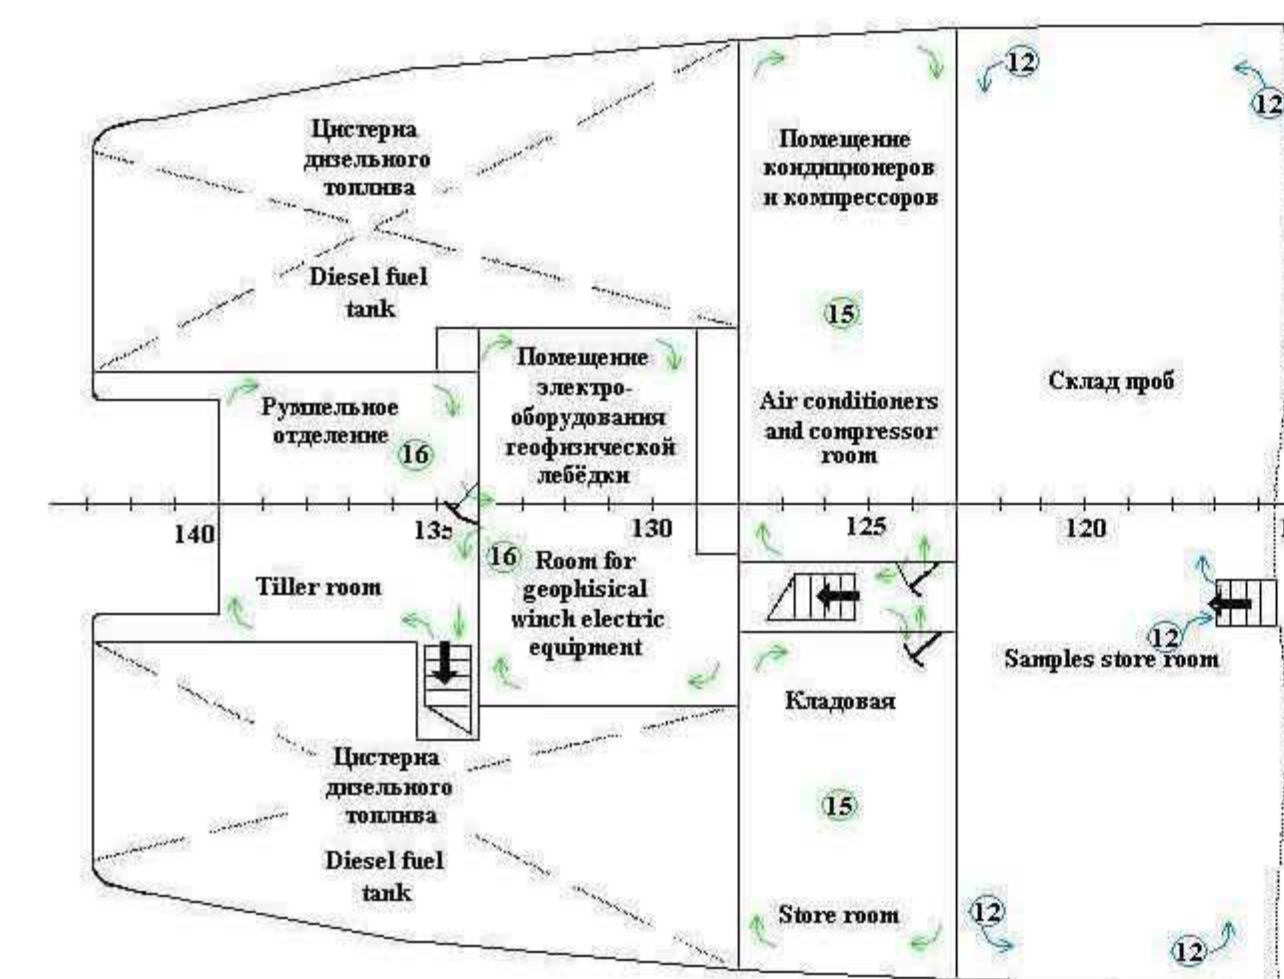 Цистерна
дизельного
топлива
Diesel fuel
tank
Помещение
кондиционеров
и компрессоров
15
Air conditioners
and compressor
room
12
12
Склад проб
Румпельное
отделение
16
Помещение
электро-
оборудования
геофизической
лебёдки
140
135
130
125
120
Tiller room
16
Room for
geophisical
winch electric
equipment
12
Samples store room
Кладовая
15
Store room
Цистерна
дизельного
топлива
Diesel fuel
tank
12
12